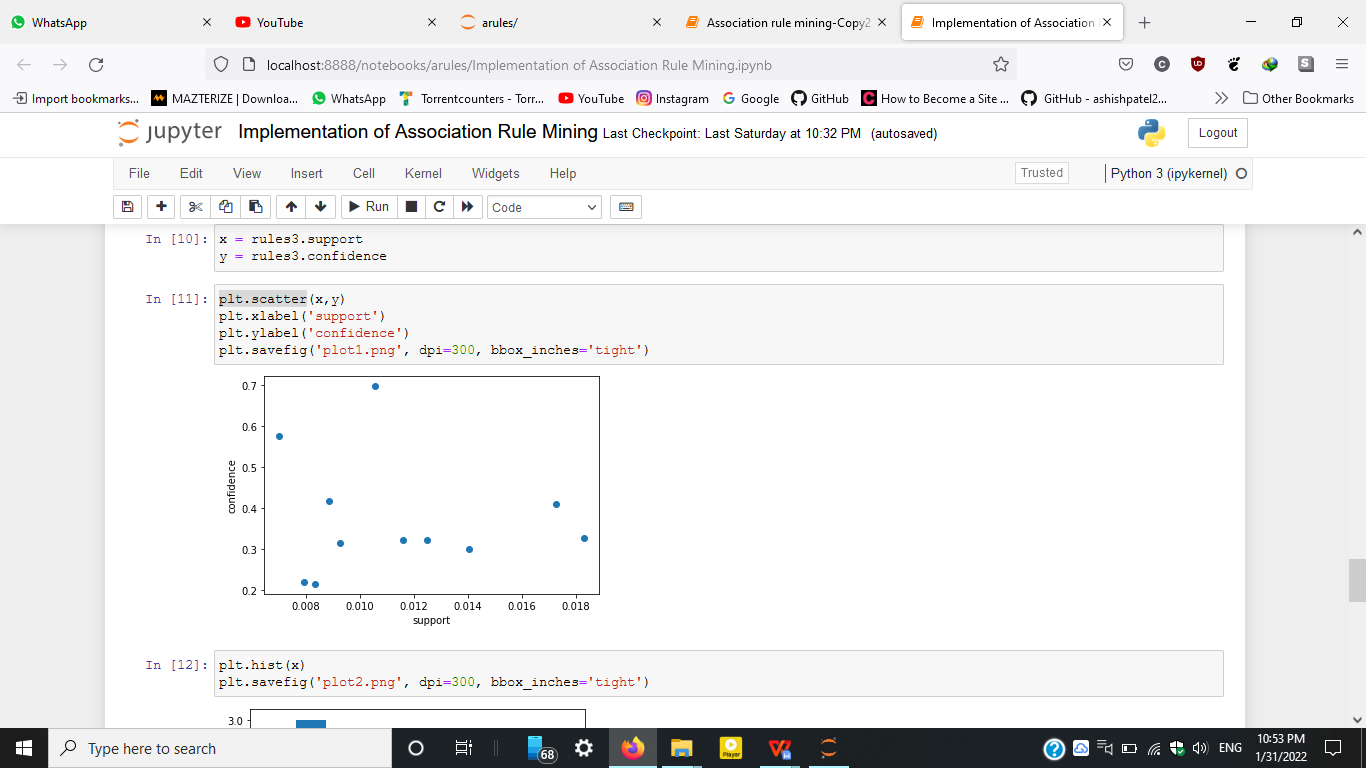 WhatsApp
YouTube
arules/
Association rule mining-Copy2
Implementation of Association
localhost:8888/notebooks/arules/Implementation of Association Rule Mining.ipynb
Import bookmarks...
MAZTERIZE | Downloa...
WhatsApp
Torrentcounters - Torr...
YouTube
Instagram
Google
GitHub
How to Become a Site ...
GitHub - ashishpatel2...
Other Bookmarks
jupyter Implementation of Association Rule Mining Last Checkpoint: Last Saturday at 10:32 PM (autosaved)
Logout
File Edit View Insert Cell Kernel Widgets Help
Trusted
Python 3 (ipykernel)
Run
Code
In [10]: x = rules3.support
y = rules3.confidence
In [11]: plt.scatter(x,y)
plt.xlabel('support')
plt.ylabel('confidence')
plt.savefig('plot1.png', dpi=300, bbox_inches='tight')
0.7
0.6
0.5
0.4
0.3
0.2
confidence
0.008 0.010 0.012 0.014 0.016 0.018
support
In [12]: plt.hist(x)
plt.savefig('plot2.png', dpi=300, bbox_inches='tight')
3.0
Type here to search
68
Player
ENG
10:53 PM
1/31/2022